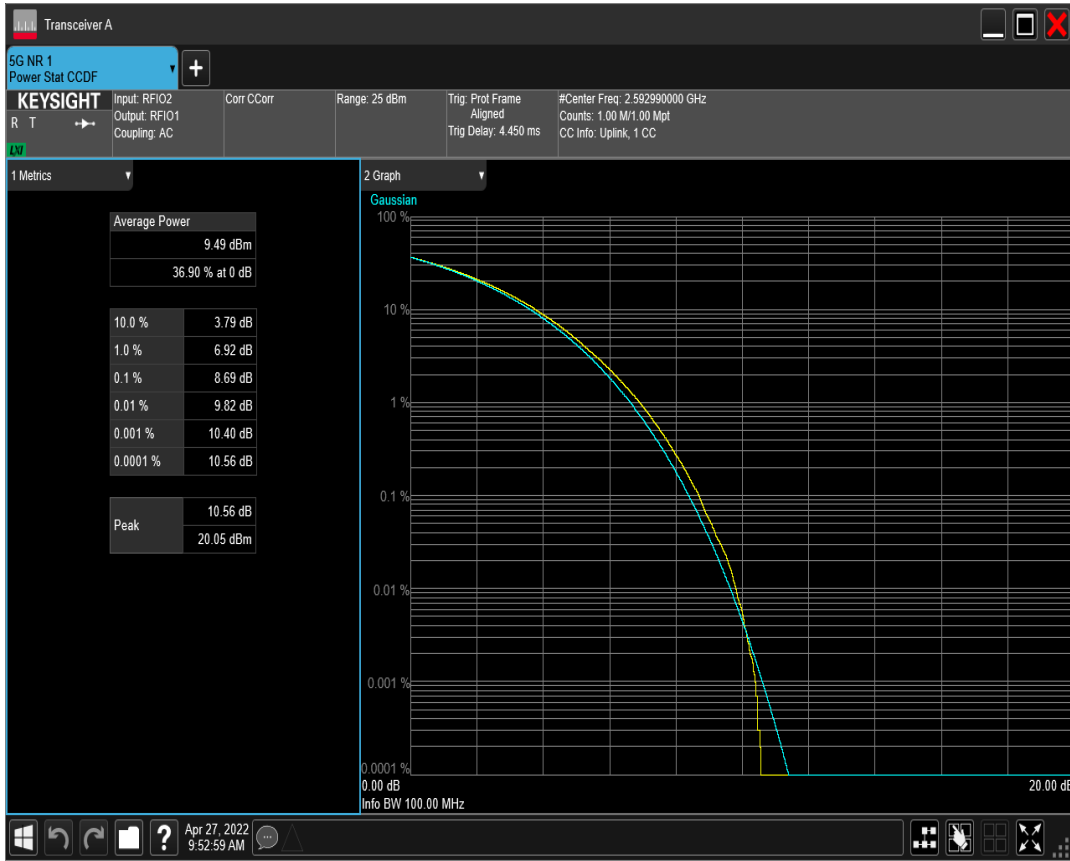 Transceiver A
5G NR 1
Power Stat CCDF
KEYSIGHT
R T
LXI
Input: RFIO2
Output: RFIO1
Coupling: AC
Corr CCorr
Range: 25 dBm
Trig: Prot Frame
Aligned
Trig Delay: 4.450 ms
#Center Freq: 2.592990000 GHz
Counts: 1.00 M/1.00 Mpt
CC Info: Uplink, 1 CC
1 Metrics
Average Power
9.49 dBm
36.90 % at 0 dB
10.0 % 3.79 dB
1.0 % 6.92 dB
0.1 % 8.69 dB
0.01 % 9.82 dB
0.001 % 10.40 dB
0.0001 % 10.56 dB
Peak
10.56 dB
20.05 dBm
2 Graph
Gaussian
100 %
10 %
1 %
0.1 %
0.01 %
0.001 %
0.0001 %
0.00 dB
20.00 dB
Info BW 100.00 MHz
?
Apr 27, 2022
9:52:59 AM